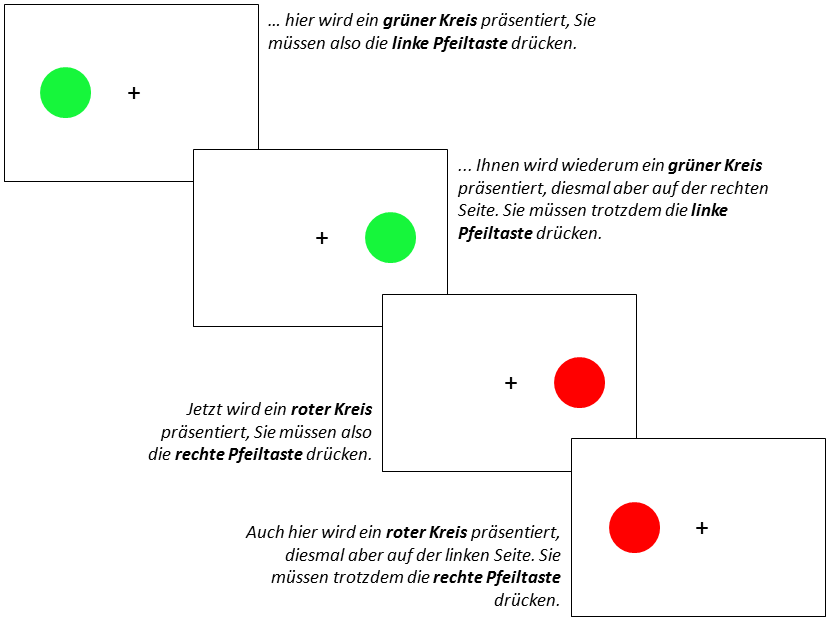 … hier wird ein grüner Kreis präsentiert, Sie
müssen also die linke Pfeiltaste drücken.
+
... Ihnen wird wiederum ein grüner Kreis
präsentiert, diesmal aber auf der rechten
Seite. Sie müssen trotzdem die linke
Pfeiltaste drücken.
+
+
Jetzt wird ein roter Kreis
präsentiert, Sie müssen also
die rechte Pfeiltaste drücken.
+
Auch hier wird ein roter Kreis präsentiert,
diesmal aber auf der linken Seite. Sie
müssen trotzdem die rechte Pfeiltaste
drücken.